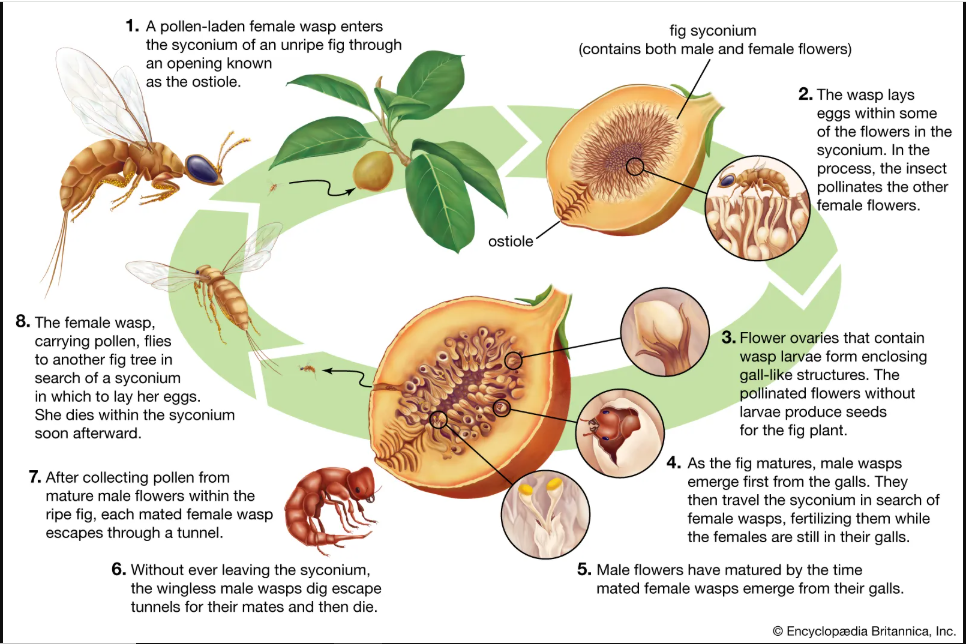 1. A pollen-laden female wasp enters
the syconium of an unripe fig through
an opening known
as the ostiole.
fig syconium
(contains both male and female flowers)
2. The wasp lays
eggs within some
of the flowers in the
syconium. In the
process, the insect
pollinates the other
female flowers.
ostiole
3. Flower ovaries that contain
wasp larvae form enclosing
gall-like structures. The
pollinated flowers without
larvae produce seeds
for the fig plant.
4. As the fig matures, male wasps
emerge first from the galls. They
then travel the syconium in search of
female wasps, fertilizing them while
the females are still in their galls.
5. Male flowers have matured by the time
mated female wasps emerge from their galls.
6. Without ever leaving the syconium,
the wingless male wasps dig escape
tunnels for their mates and then die.
7. After collecting pollen from
mature male flowers within the
ripe fig, each mated female wasp
escapes through a tunnel.
8. The female wasp,
carrying pollen, flies
to another fig tree in
search of a syconium
in which to lay her eggs.
She dies within the syconium
soon afterward.
© Encyclopædia Britannica, Inc.